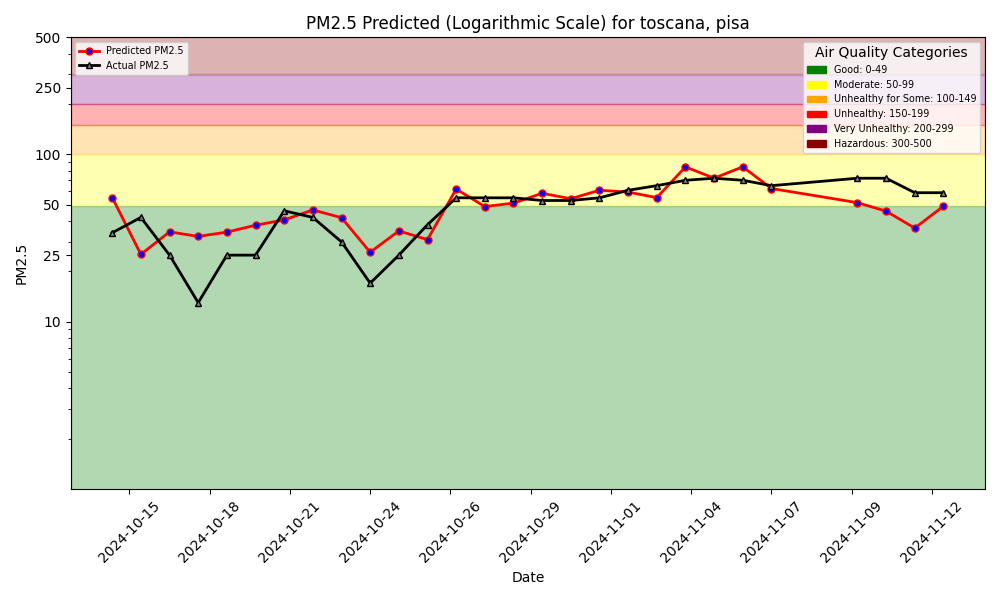 PM2.5 Predicted (Logarithmic Scale) for toscana, pisa
Predicted PM2.5
Actual PM2.5
Air Quality Categories
Good: 0-49
Moderate: 50-99
Unhealthy for Some: 100-149
Unhealthy: 150-199
Very Unhealthy: 200-299
Hazardous: 300-500
500
250
100
50
25
10
PM2.5
2024-10-15
2024-10-18
2024-10-21
2024-10-24
2024-10-26
2024-10-29
2024-11-01
2024-11-04
2024-11-07
2024-11-09
2024-11-12
Date